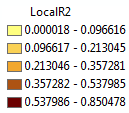 LocalR2
0.000018 - 0.096616
0.096617 - 0.213045
0.213046 - 0.357281
0.357282 - 0.537985
0.537986 - 0.850478